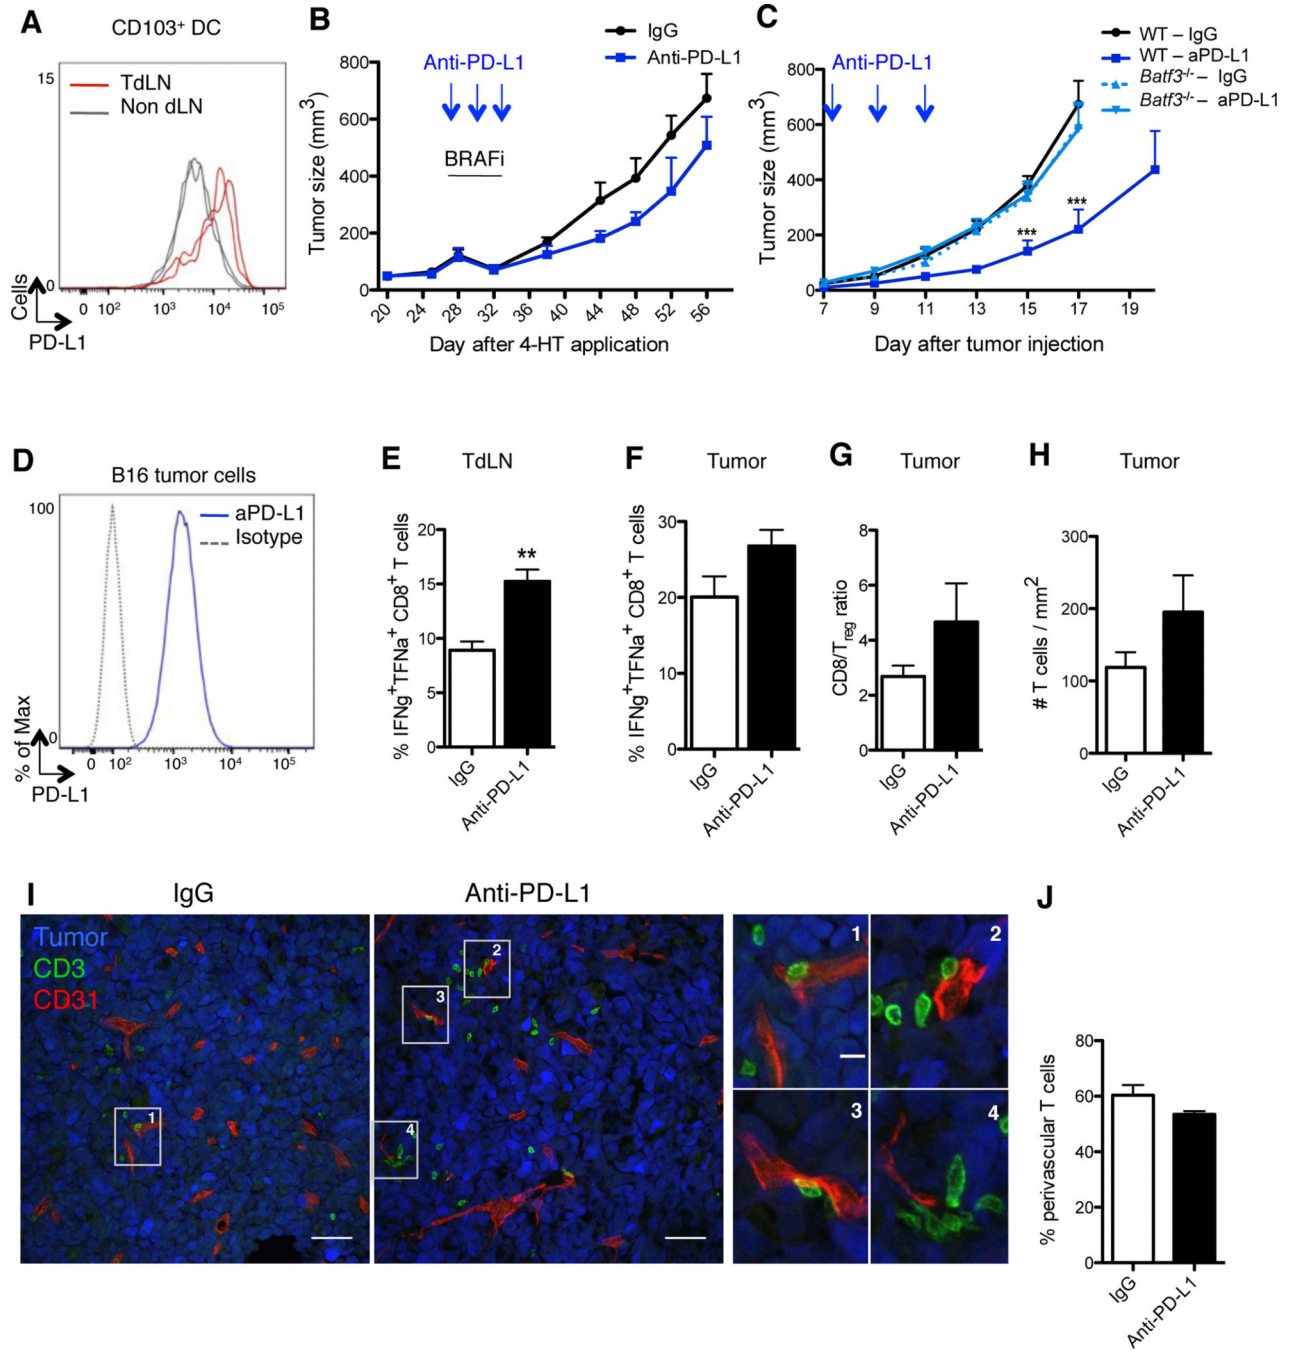 A
CD103+ DC
15
TdLN
Non dLN
0
Cells
0 10² 10³ 10⁴ 10⁵
PD-L1
B
IgG
Anti-PD-L1
Anti-PD-L1
BRAFi
Tumor size (mm³)
800
600
400
200
0
20 24 28 32 36 40 44 48 52 56
Day after 4-HT application
C
WT – IgG
WT – aPD-L1
Batf3-/- – IgG
Batf3-/- – aPD-L1
Anti-PD-L1
Tumor size (mm³)
800
600
400
200
0
***
***
7 9 11 13 15 17 19
Day after tumor injection
D
B16 tumor cells
100
aPD-L1
Isotype
0
% of Max
0 10² 10³ 10⁴ 10⁵
PD-L1
E
TdLN
% IFNg+TFNa+ CD8+ T cells
20
15
10
5
0
**
IgG
Anti-PD-L1
F
Tumor
% IFNg+TFNa+ CD8+ T cells
30
20
10
0
IgG
Anti-PD-L1
G
Tumor
CD8/Treg ratio
8
6
4
2
0
IgG
Anti-PD-L1
H
Tumor
# T cells / mm²
300
200
100
0
IgG
Anti-PD-L1
I
IgG
Anti-PD-L1
Tumor
CD3
CD31
1
2
3
4
1
2
3
4
J
% perivascular T cells
80
60
40
20
0
IgG
Anti-PD-L1